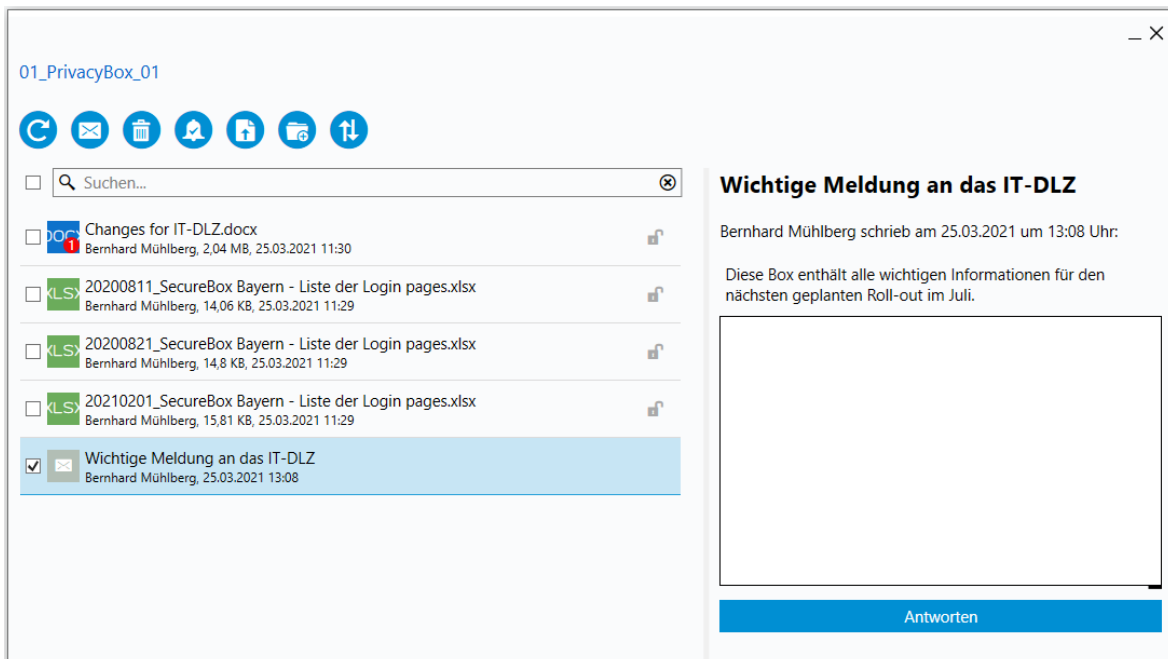 01_PrivacyBox_01
Suchen...
DOCX
1
Changes for IT-DLZ.docx
Bernhard Mühlberg, 2,04 MB, 25.03.2021 11:30
XLSX
20200811_SecureBox Bayern - Liste der Login pages.xlsx
Bernhard Mühlberg, 14,06 KB, 25.03.2021 11:29
XLSX
20200821_SecureBox Bayern - Liste der Login pages.xlsx
Bernhard Mühlberg, 14,8 KB, 25.03.2021 11:29
XLSX
20210201_SecureBox Bayern - Liste der Login pages.xlsx
Bernhard Mühlberg, 15,81 KB, 25.03.2021 11:29
Wichtige Meldung an das IT-DLZ
Bernhard Mühlberg, 25.03.2021 13:08
Wichtige Meldung an das IT-DLZ
Bernhard Mühlberg schrieb am 25.03.2021 um 13:08 Uhr:
Diese Box enthält alle wichtigen Informationen für den
nächsten geplanten Roll-out im Juli.
Antworten